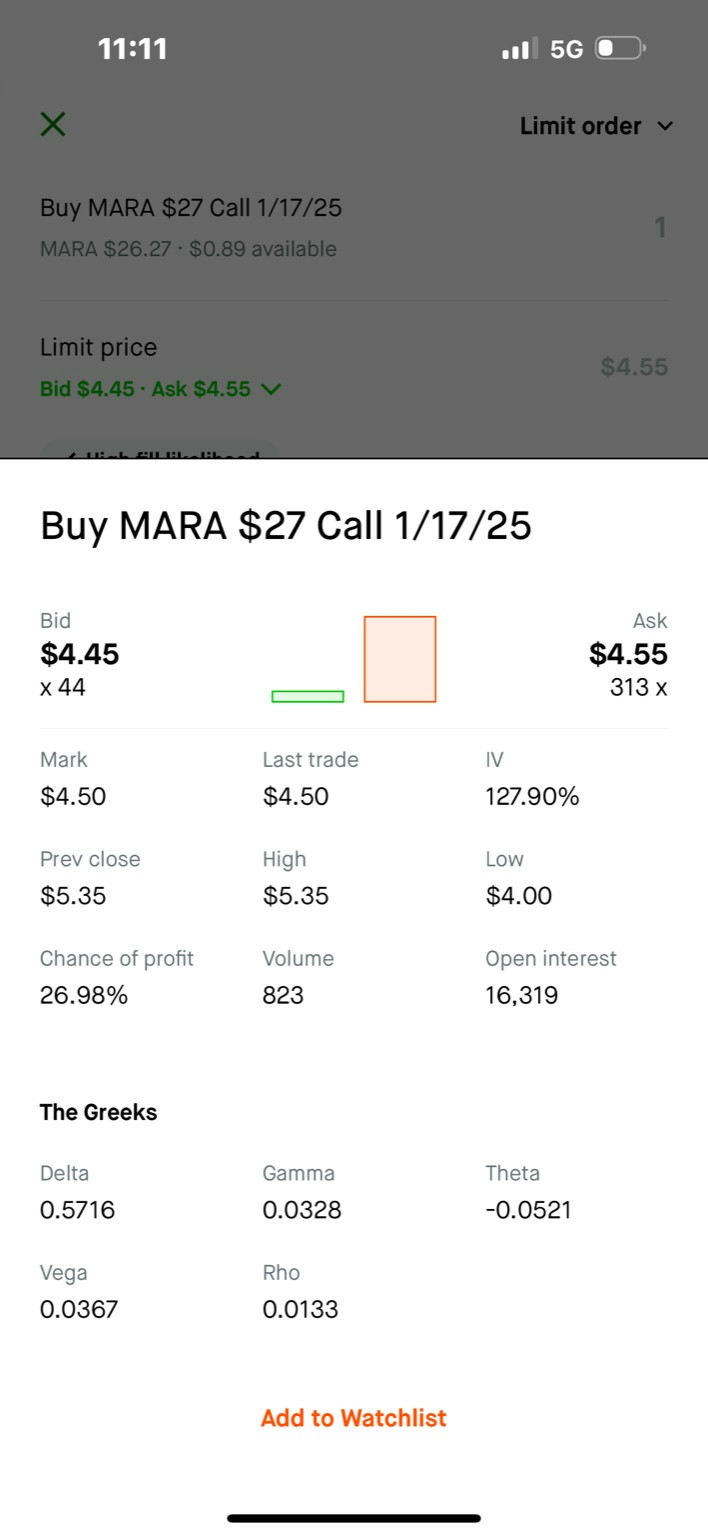 11:11
5G
Limit order
Buy MARA $27 Call 1/17/25
1
MARA $26.27 · $0.89 available
Limit price
$4.55
Bid $4.45 · Ask $4.55
High fill likelihood
Buy MARA $27 Call 1/17/25
Bid
Ask
$4.45
$4.55
x 44
313 x
Mark
Last trade
IV
$4.50
$4.50
127.90%
Prev close
High
Low
$5.35
$5.35
$4.00
Chance of profit
Volume
Open interest
26.98%
823
16,319
The Greeks
Delta
Gamma
Theta
0.5716
0.0328
-0.0521
Vega
Rho
0.0367
0.0133
Add to Watchlist